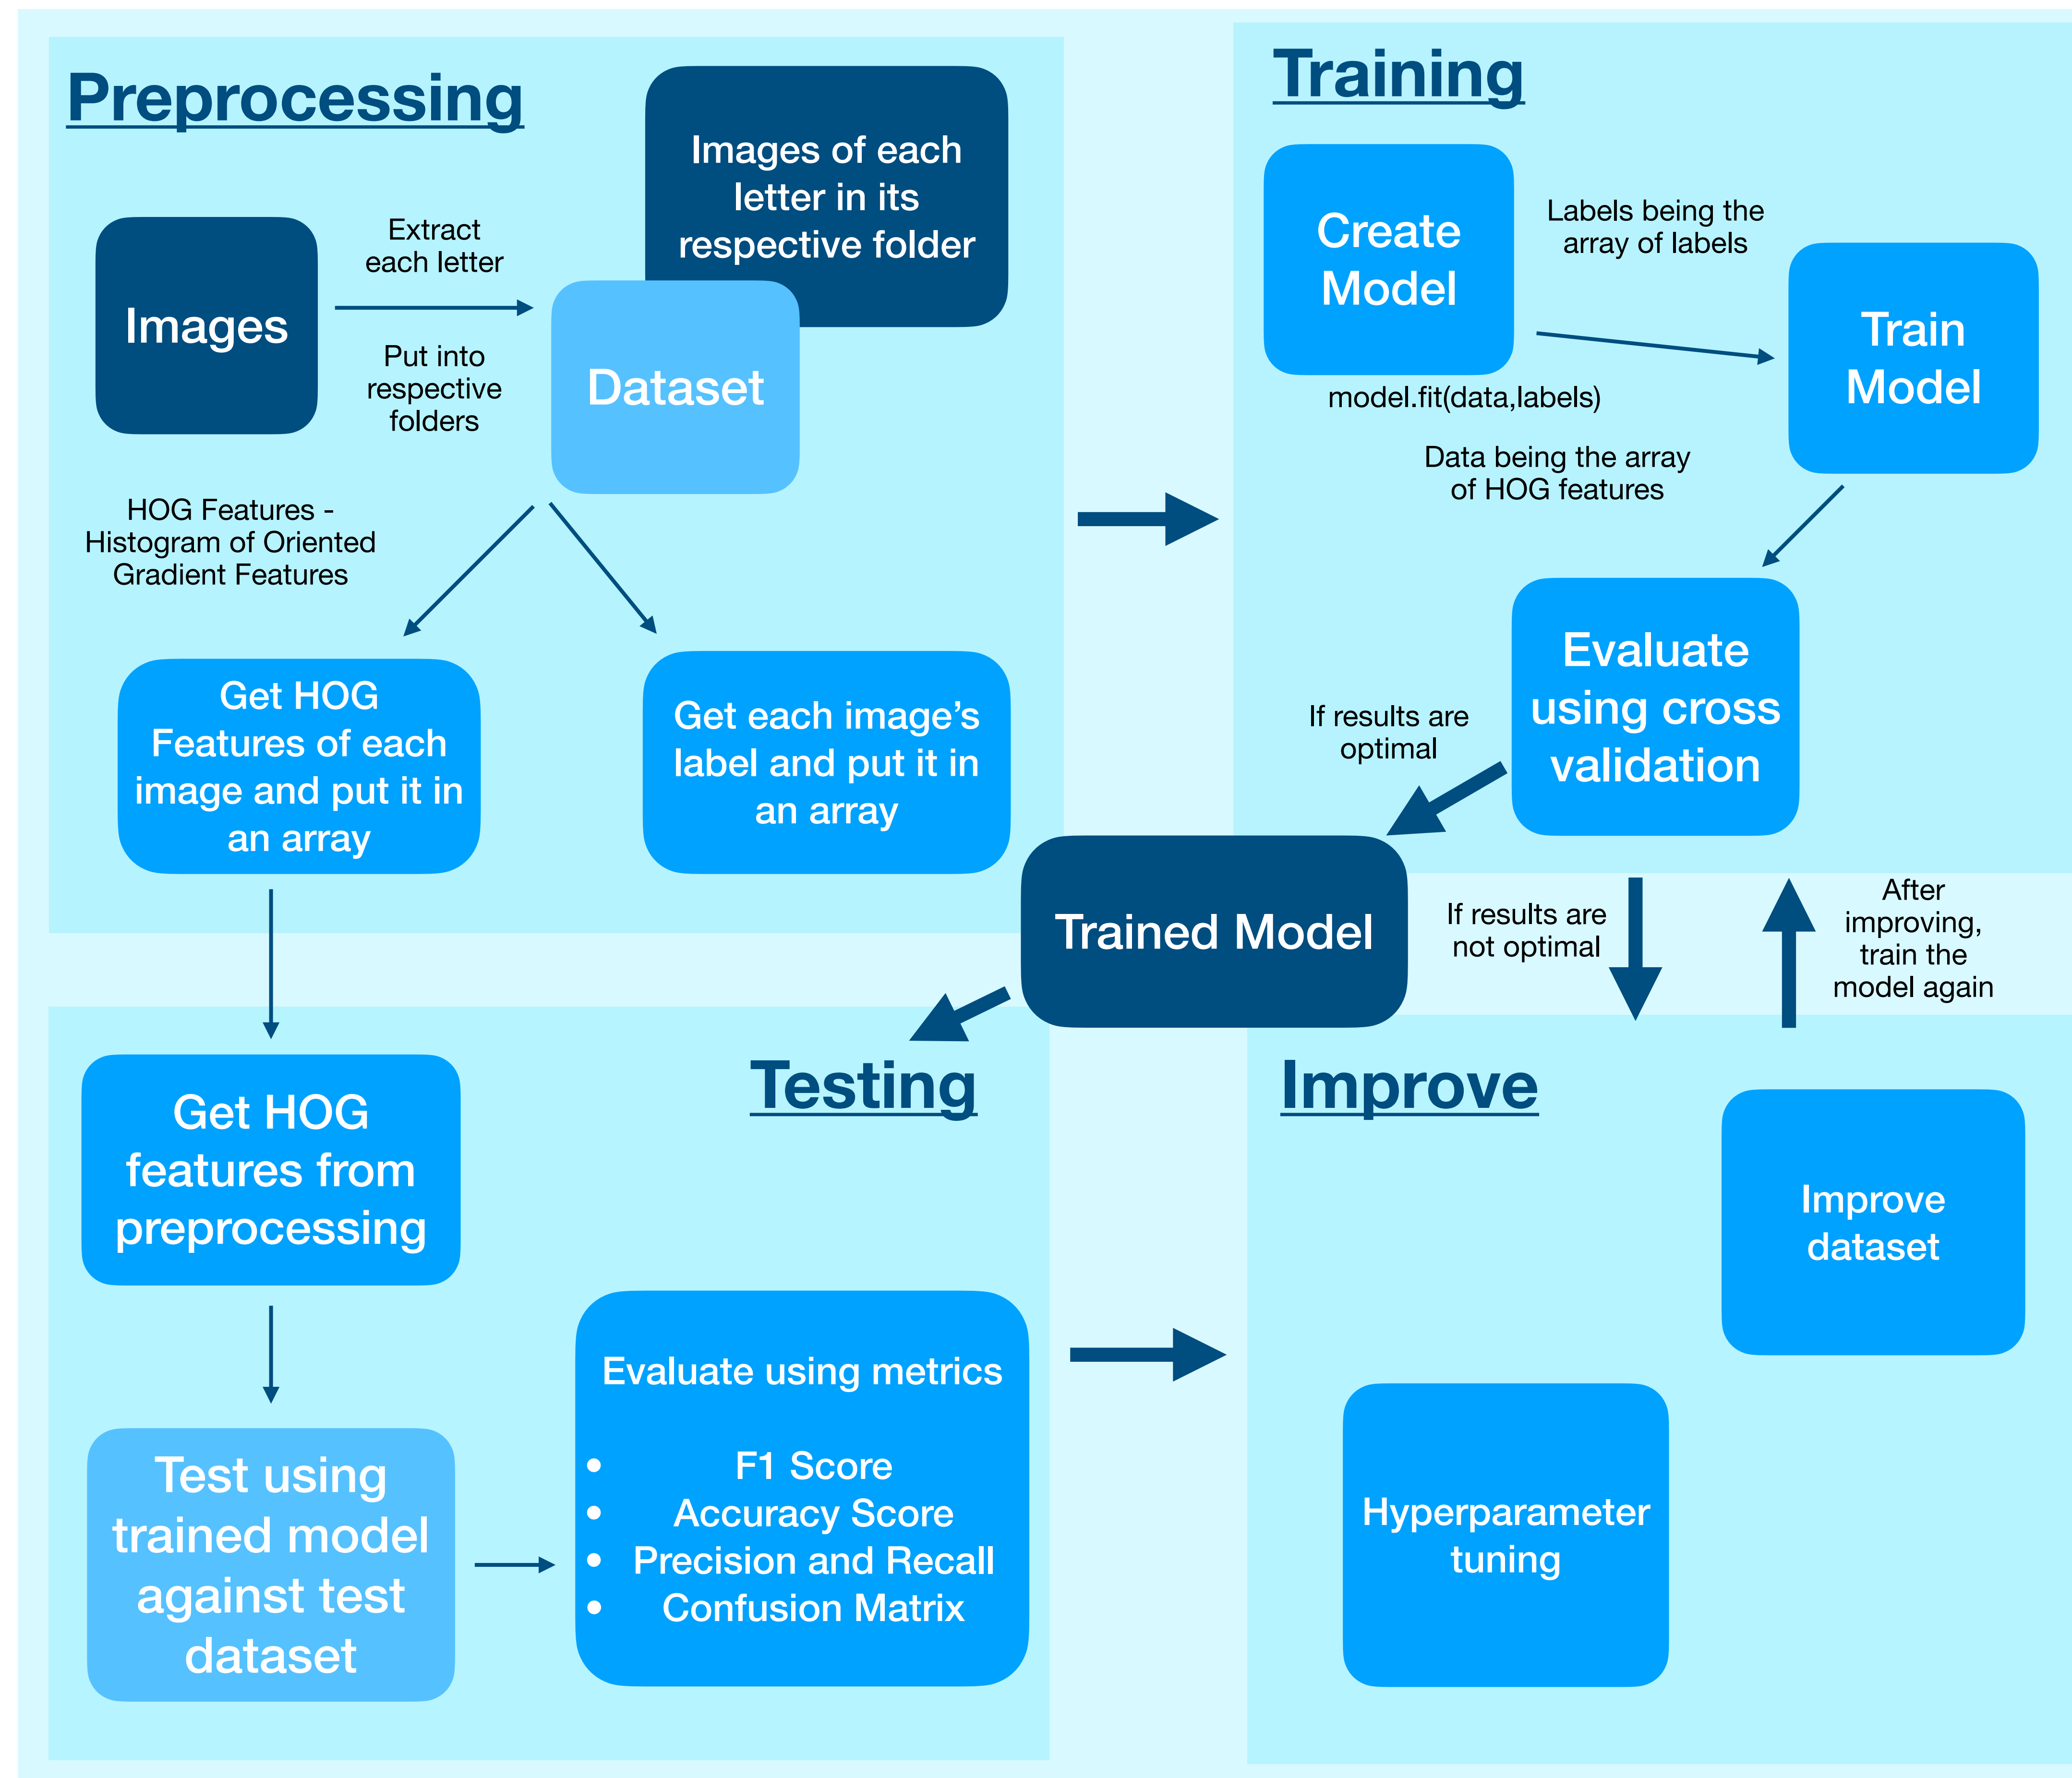 Preprocessing
Images of each
letter in its
respective folder
Images
Extract
each letter
Put into
respective
folders
Dataset
HOG Features -
Histogram of Oriented
Gradient Features
Get HOG
Features of each
image and put it in
an array
Get each image’s
label and put it in
an array
Training
Create
Model
Labels being the
array of labels
Train
Model
model.fit(data,labels)
Data being the array
of HOG features
Evaluate
using cross
validation
If results are
optimal
Trained Model
If results are
not optimal
After
improving,
train the
model again
Testing
Get HOG
features from
preprocessing
Test using
trained model
against test
dataset
Evaluate using metrics
• F1 Score
• Accuracy Score
• Precision and Recall
• Confusion Matrix
Improve
Improve
dataset
Hyperparameter
tuning